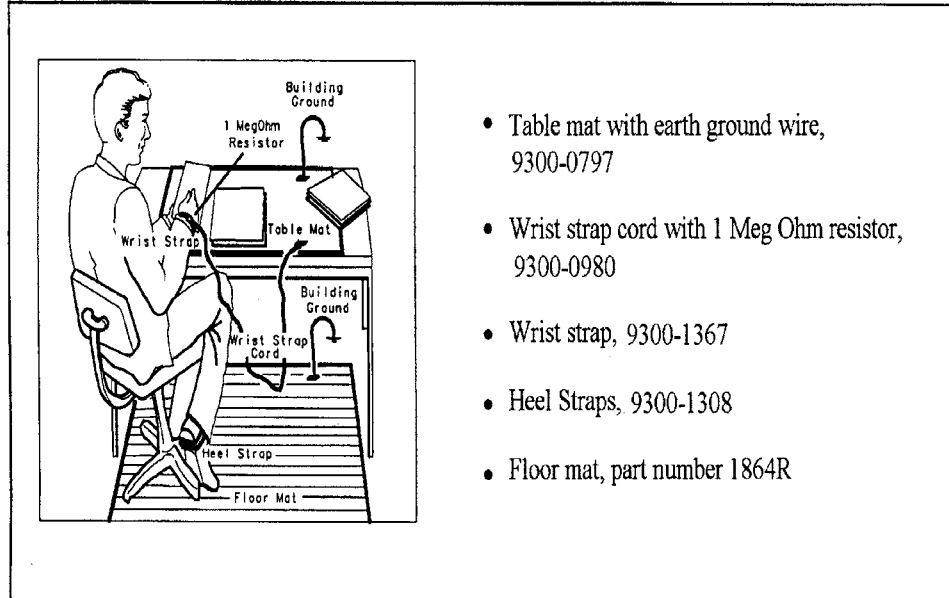 Building
Ground
1 MegOhm
Resistor
Wrist Strap
Table Mat
Building
Ground
Wrist Strap
Cord
Heel Strap
Floor Mat
• Table mat with earth ground wire,
9300-0797
• Wrist strap cord with 1 Meg Ohm resistor,
9300-0980
• Wrist strap, 9300-1367
• Heel Straps, 9300-1308
• Floor mat, part number 1864R